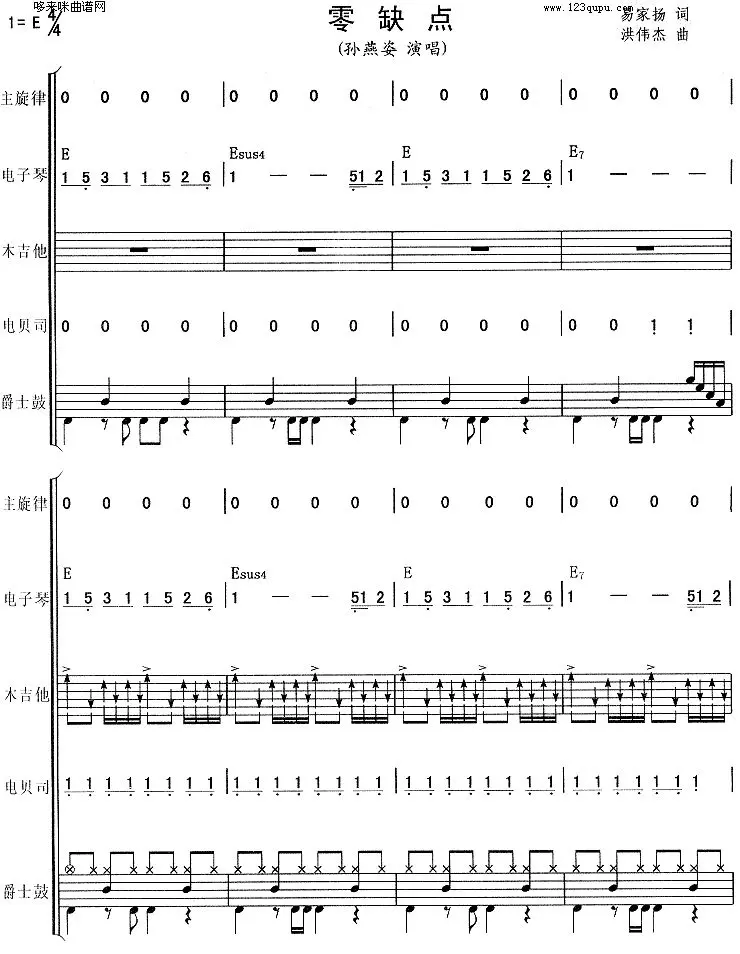 哆来咪曲谱网
www.123qupu.com
1= E 4/4
零 缺 点
(孙燕姿 演唱)
易家扬 词
洪伟杰 曲
主旋律 0 0 0 0 | 0 0 0 0 | 0 0 0 0 | 0 0 0 0 |
E Esus4 E E7
电子琴 1 5 3 1 1 5 2 6 | 1 — — 51 2 | 1 5 3 1 1 5 2 6 | 1 — — — |
木吉他
电贝司 0 0 0 0 | 0 0 0 0 | 0 0 0 0 | 0 0 1 1 |
爵士鼓
主旋律 0 0 0 0 | 0 0 0 0 | 0 0 0 0 | 0 0 0 0 |
E Esus4 E E7
电子琴 1 5 3 1 1 5 2 6 | 1 — — 51 2 | 1 5 3 1 1 5 2 6 | 1 — — 51 2 |
木吉他
电贝司 1 1 1 1 1 1 1 1 | 1 1 1 1 1 1 1 1 | 1 1 1 1 1 1 1 1 | 1 1 1 1 1 1 1 |
爵士鼓